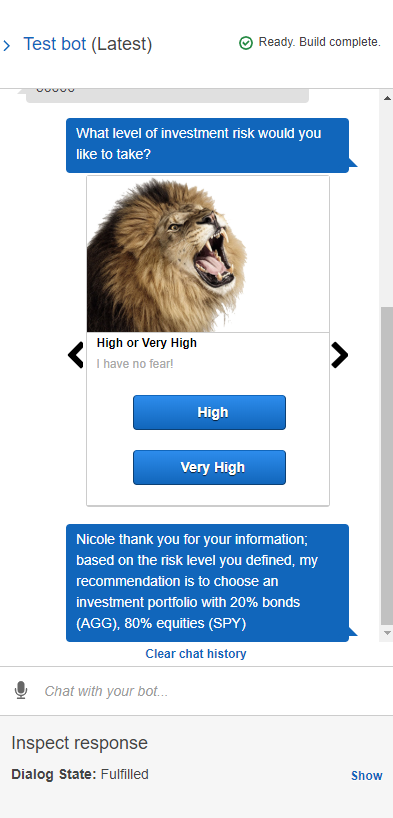 Test bot (Latest)
Ready. Build complete.
What level of investment risk would you
like to take?
High or Very High
I have no fear!
High
Very High
Nicole thank you for your information;
based on the risk level you defined, my
recommendation is to choose an
investment portfolio with 20% bonds
(AGG), 80% equities (SPY)
Clear chat history
Chat with your bot...
Inspect response
Dialog State: Fulfilled
Show